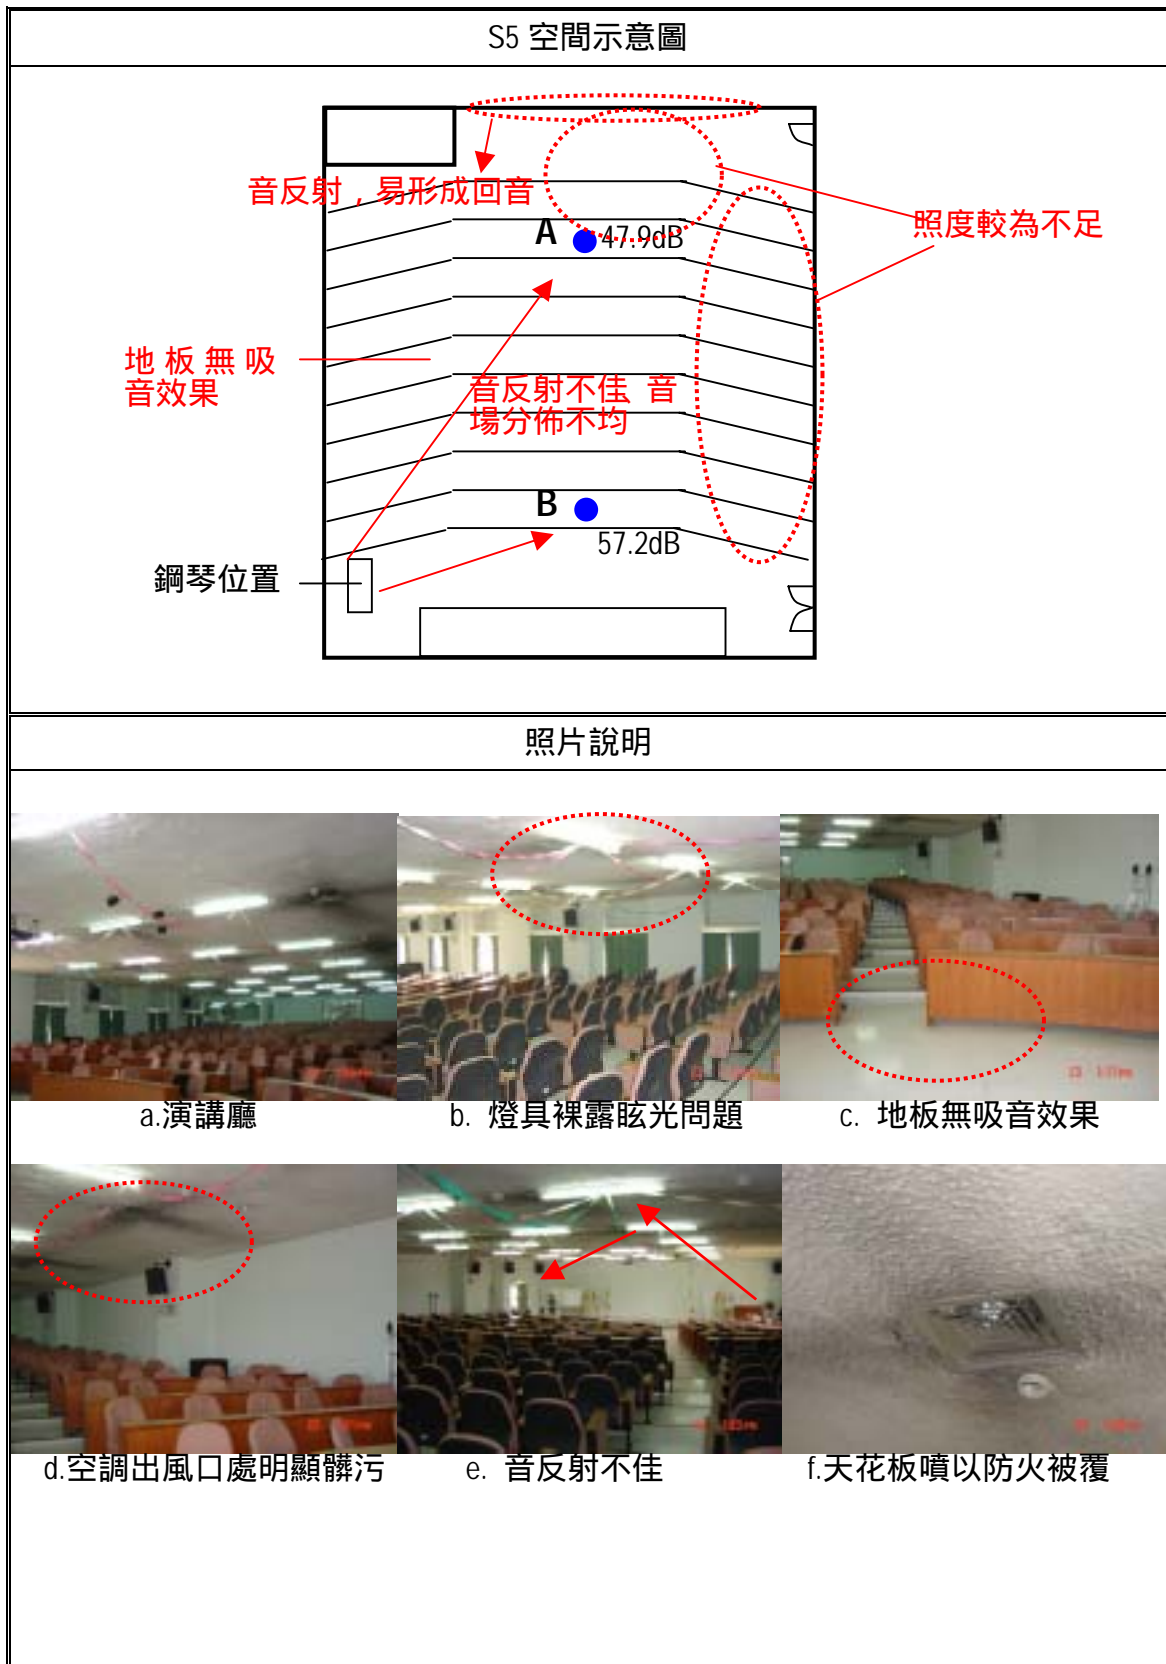 S5 空間示意圖
音反射，易形成回音
照度較為不足
A
47.9dB
地板無吸
音效果
音反射不佳 音
場分佈不均
B
57.2dB
鋼琴位置
照片說明
a.演講廳
b. 燈具裸露眩光問題
c. 地板無吸音效果
d.空調出風口處明顯髒污
e. 音反射不佳
f.天花板噴以防火被覆